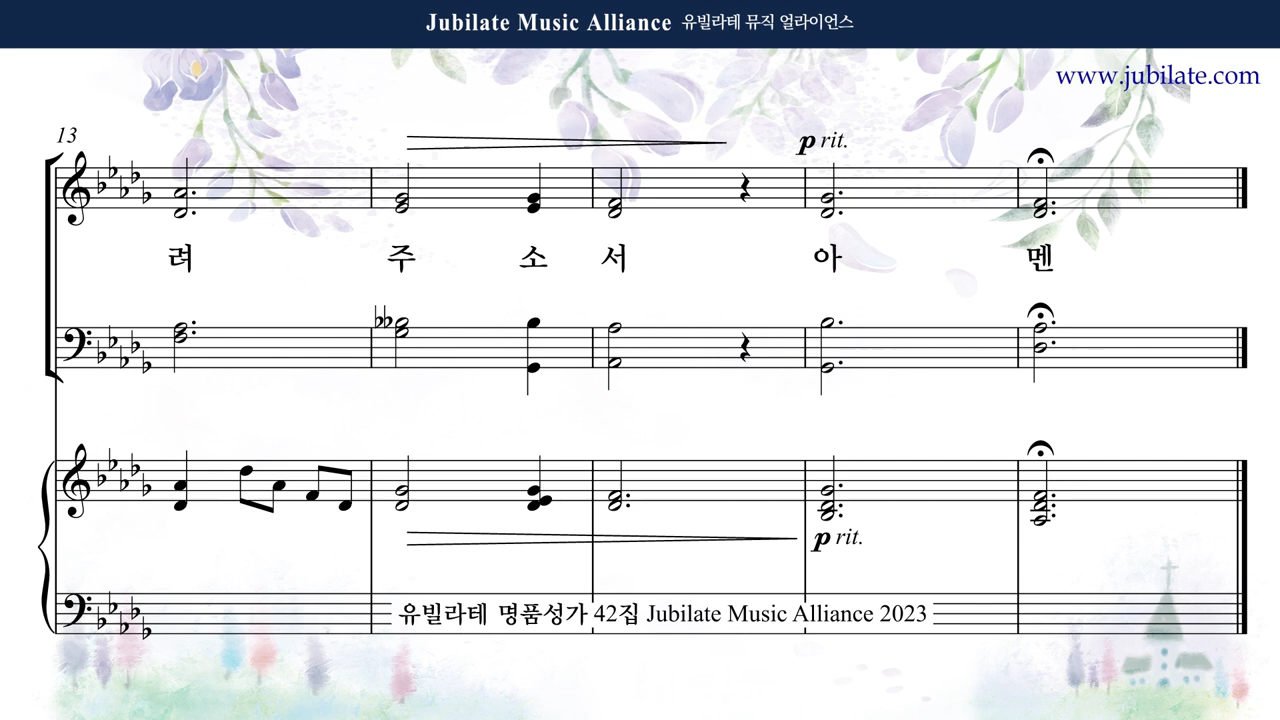 Jubilate Music Alliance 유빌라테 뮤직 얼라이언스
www.jubilate.com
13
p rit.
려 주 소 서 아 멘
p rit.
유빌라테 명품성가 42집 Jubilate Music Alliance 2023